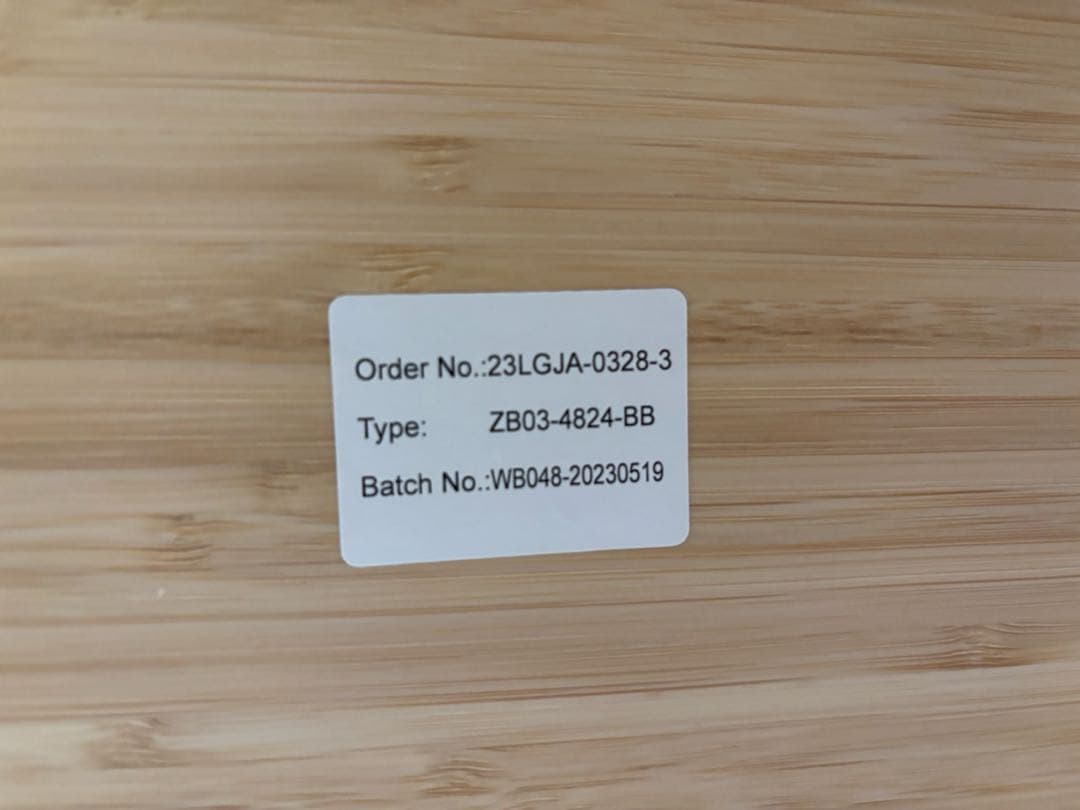 Order No.:23LGJA-0328-3
Type: ZB03-4824-BB
Batch No.:WB048-20230519